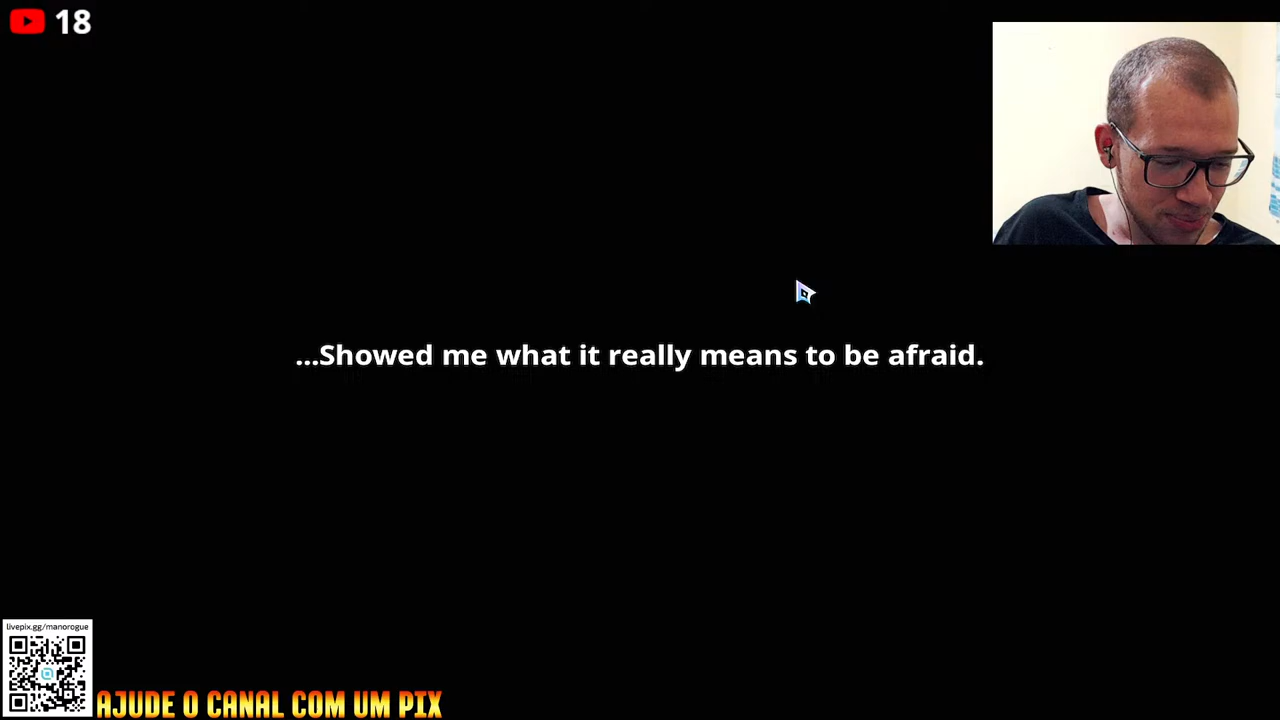 18
...Showed me what it really means to be afraid.
livepix.gg/manorogue
AJUDE O CANAL COM UM PIX